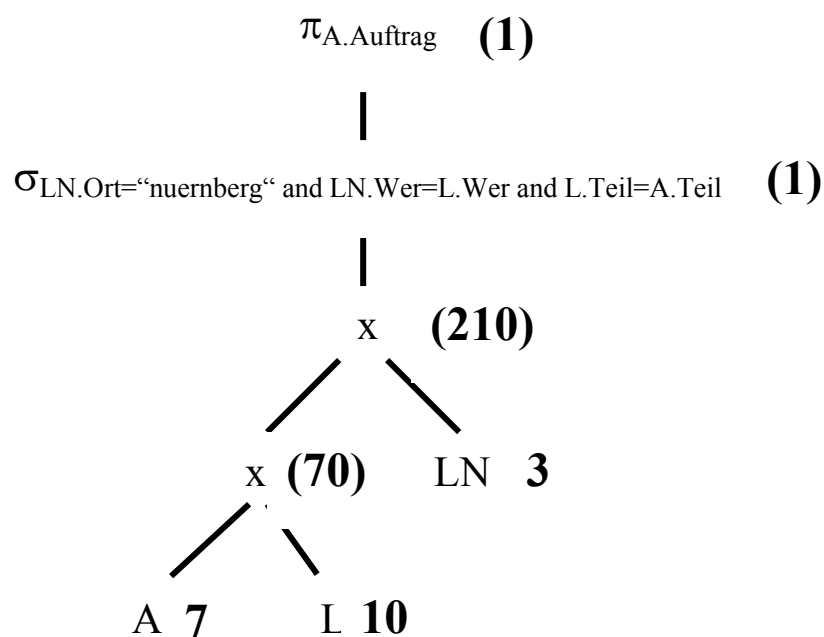 πA.Auftrag (1)
σLN.Ort=“nuernberg“ and LN.Wer=L.Wer and L.Teil=A.Teil (1)
x (210)
x (70) LN 3
A 7 L 10